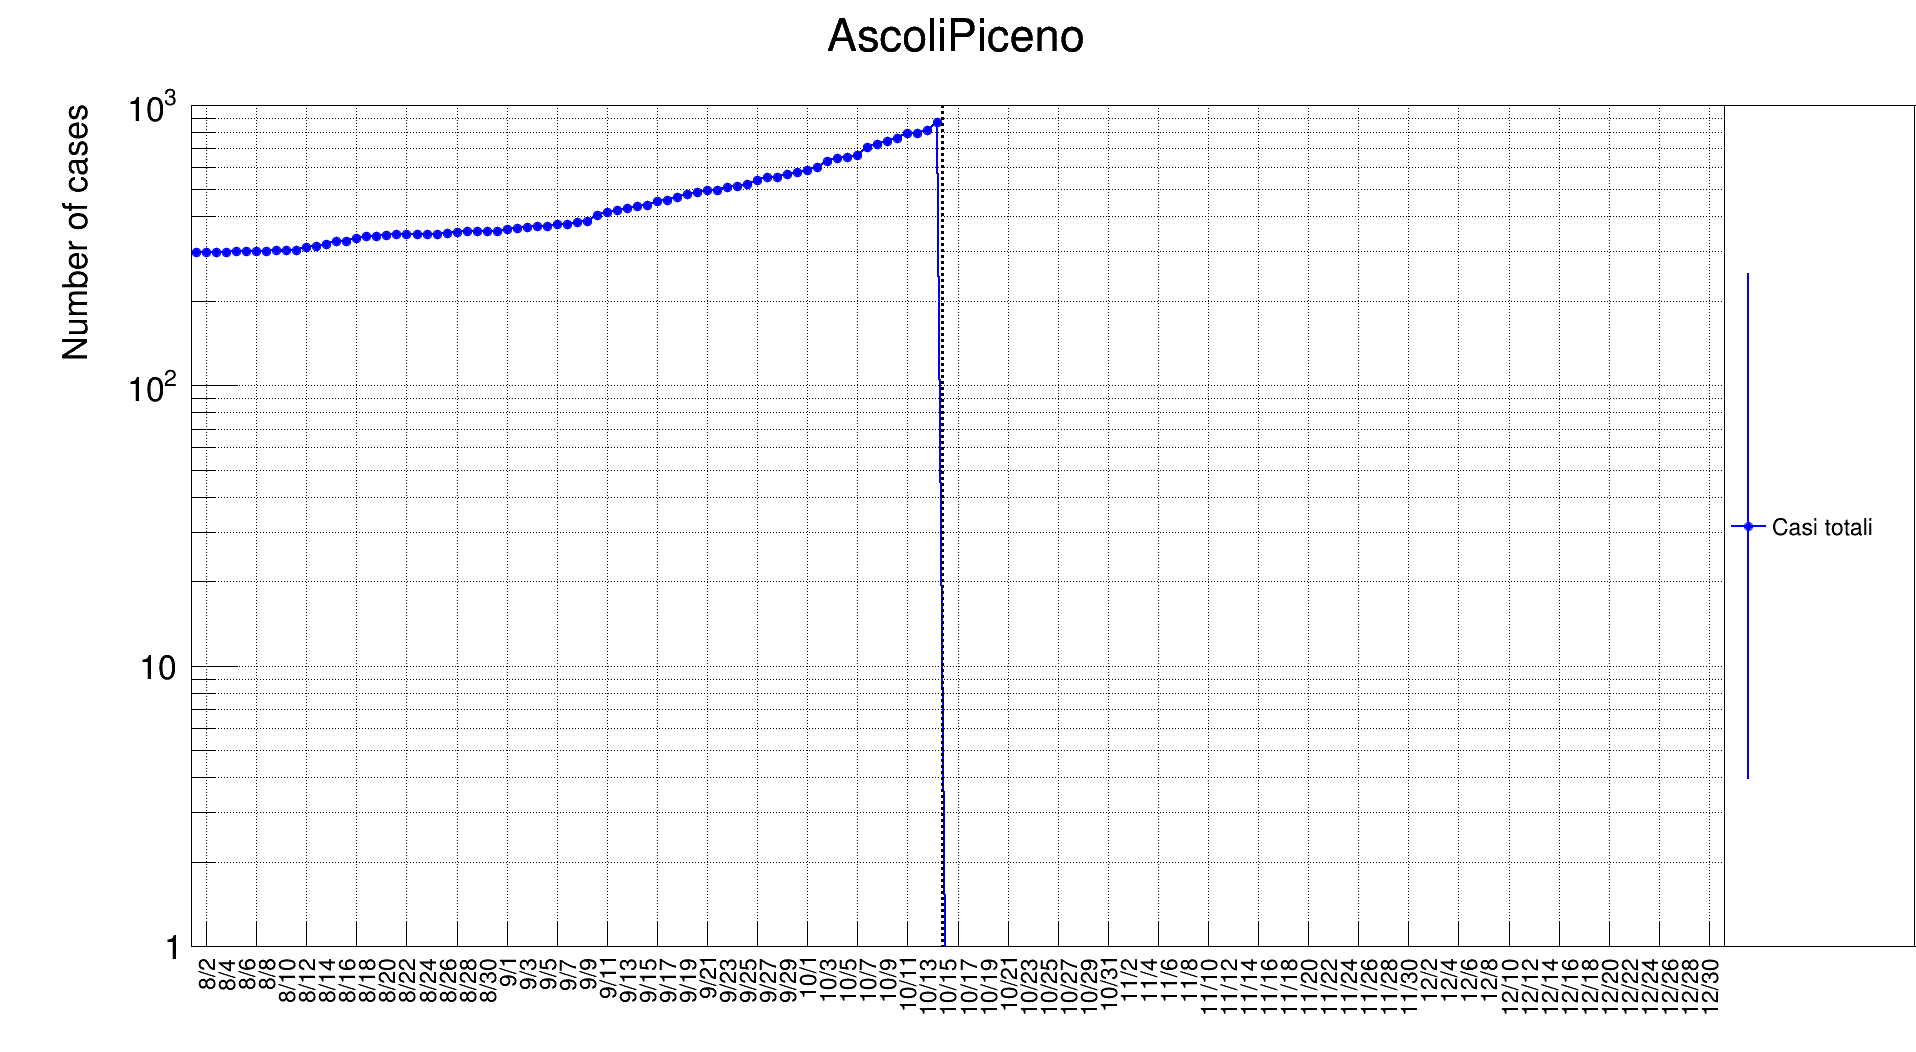 AscoliPiceno
Number of cases
10³
10²
10
1
8/2 8/4 8/6 8/8 8/10 8/12 8/14 8/16 8/18 8/20 8/22 8/24 8/26 8/28 8/30 9/1 9/3 9/5 9/7 9/9 9/11 9/13 9/15 9/17 9/19 9/21 9/23 9/25 9/27 9/29 10/1 10/3 10/5 10/7 10/9 10/11 10/13 10/15 10/17 10/19 10/21 10/23 10/25 10/27 10/29 10/31 11/2 11/4 11/6 11/8 11/10 11/12 11/14 11/16 11/18 11/20 11/22 11/24 11/26 11/28 11/30 12/2 12/4 12/6 12/8 12/10 12/12 12/14 12/16 12/18 12/20 12/22 12/24 12/26 12/28 12/30
Casi totali